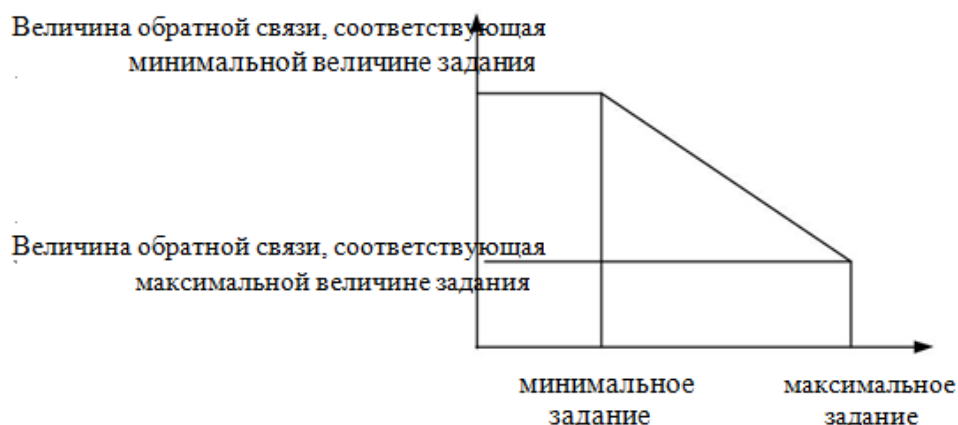 Величина обратной связи, соответствующая
минимальной величине задания
Величина обратной связи, соответствующая
максимальной величине задания
минимальное
задание
максимальное
задание